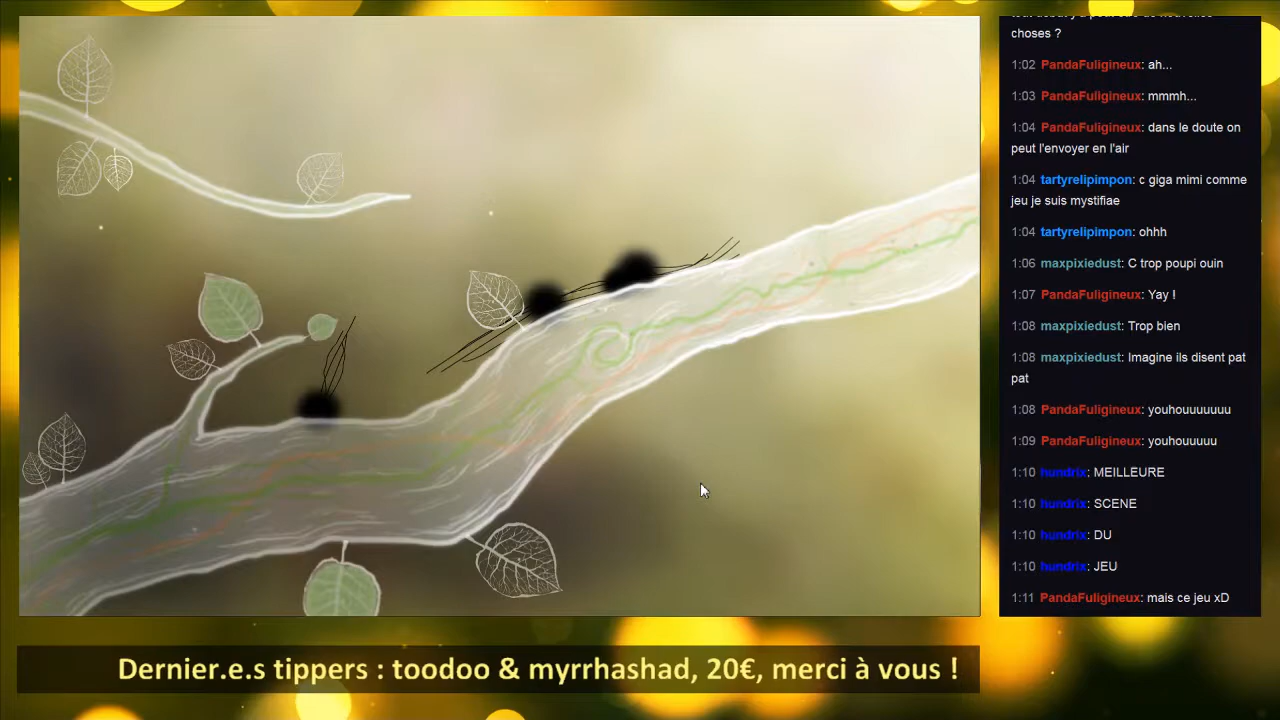 choses ?
1:02 PandaFuligineux: ah...
1:03 PandaFuligineux: mmmh...
1:04 PandaFuligineux: dans le doute on
peut l'envoyer en l'air
1:04 tartyrelipimpon: c giga mimi comme
jeu je suis mystifiae
1:04 tartyrelipimpon: ohhh
1:06 maxpixiedust: C trop poupi ouin
1:07 PandaFuligineux: Yay !
1:08 maxpixiedust: Trop bien
1:08 maxpixiedust: Imagine ils disent pat
pat
1:08 PandaFuligineux: youhouuuuuu
1:09 PandaFuligineux: youhouuuuu
1:10 hundrix: MEILLEURE
1:10 hundrix: SCENE
1:10 hundrix: DU
1:10 hundrix: JEU
1:11 PandaFuligineux: mais ce jeu xD
Dernier.e.s tippers : toodoo & myrrhashad, 20€, merci à vous !